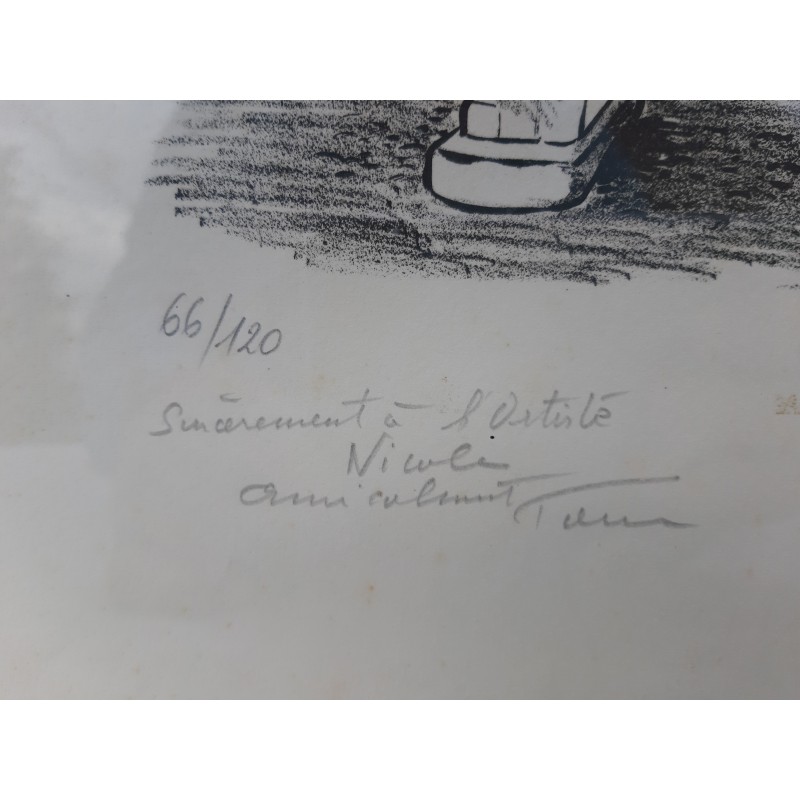 66/120
Sincèrement à l'Artiste
Nicole
amicalement